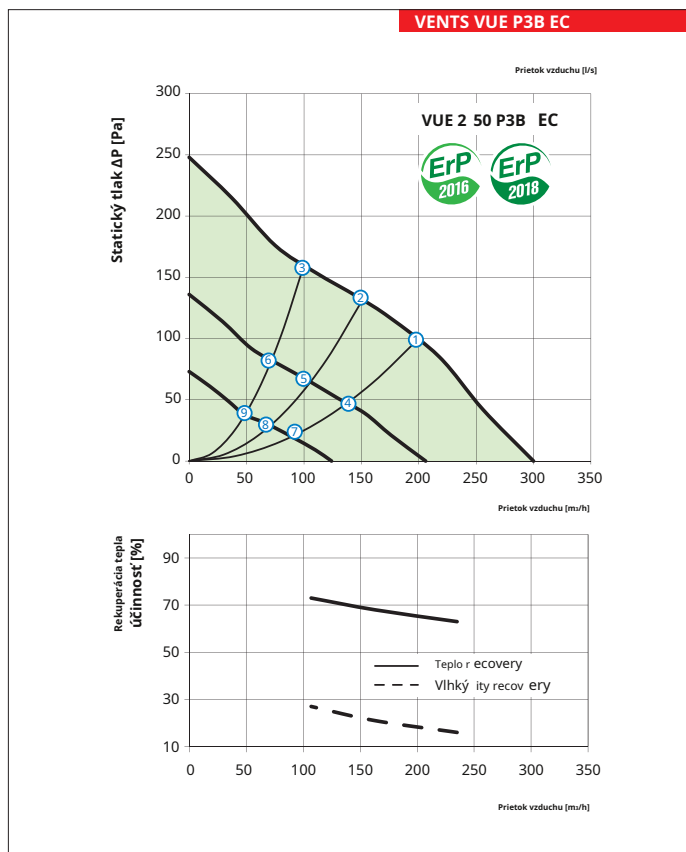 VENTS VUE P3B EC
Prietok vzduchu [l/s]
Statický tlak ΔP [Pa]
300
250
200
150
100
50
0
VUE 2 50 P3B EC
ErP
2016
ErP
2018
3
2
1
6
5
4
9
8
7
0 50 100 150 200 250 300 350
Prietok vzduchu [m3/h]
Rekuperácia tepla
účinnosť [%]
90
70
50
30
10
Teplo r ecovery
Vlhký ity recov ery
0 50 100 150 200 250 300 350
Prietok vzduchu [m3/h]